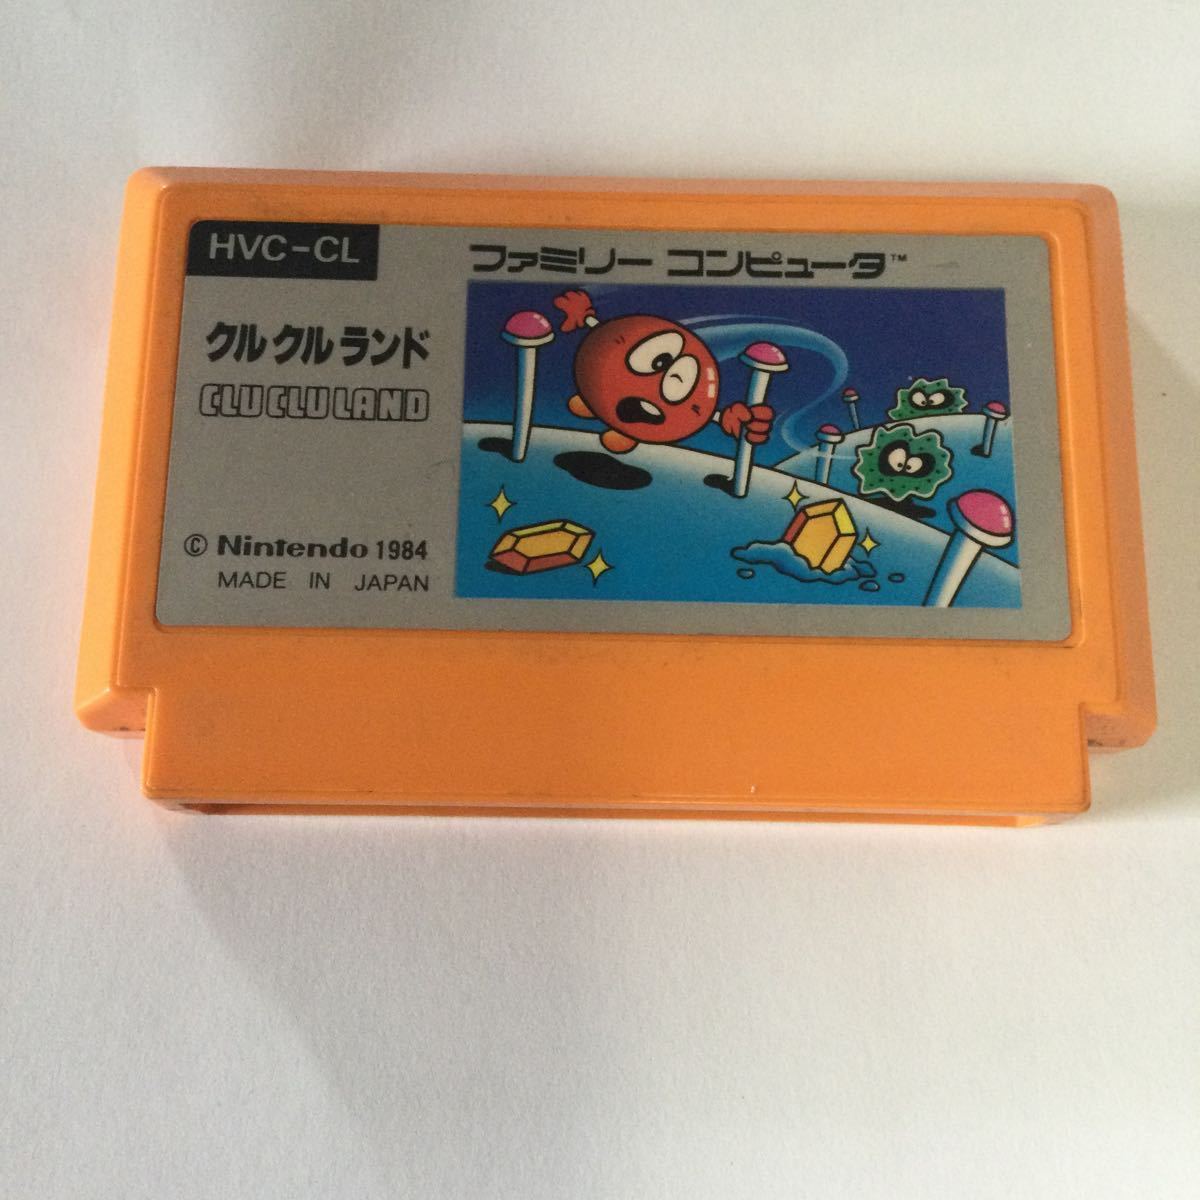 HVC-CL
ファミリー コンピュータ™
クルクルランド
CLU CLU LAND
© Nintendo 1984
MADE IN JAPAN